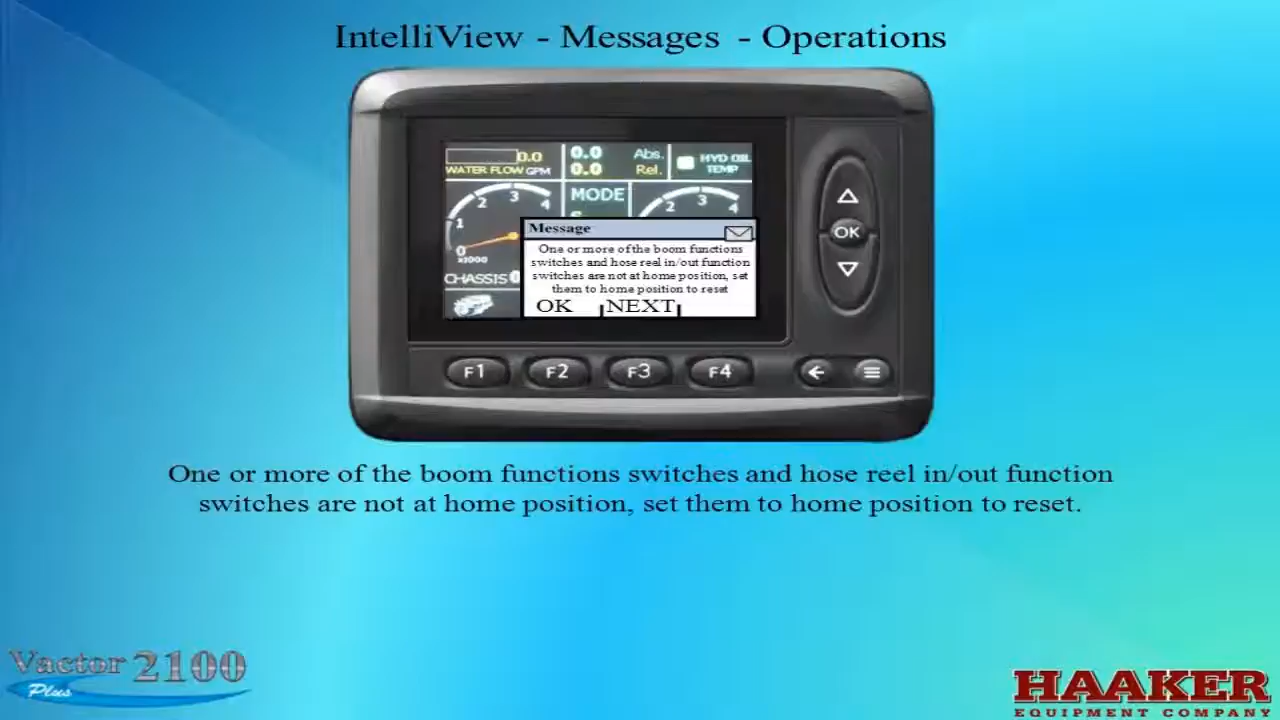 IntelliView - Messages - Operations
0.0
WATER FLOW GPM
0.0 Abs.
0.0 Rel.
HYD OIL
TEMP
MODE
1 2 3 4
0
x1000
2 3 4
CHASSIS
Message
One or more of the boom functions
switches and hose reel in/out function
switches are not at home position, set
them to home position to reset
OK NEXT
OK
F1 F2 F3 F4
One or more of the boom functions switches and hose reel in/out function
switches are not at home position, set them to home position to reset.
Vactor 2100
Plus
HAAKER
EQUIPMENT COMPANY